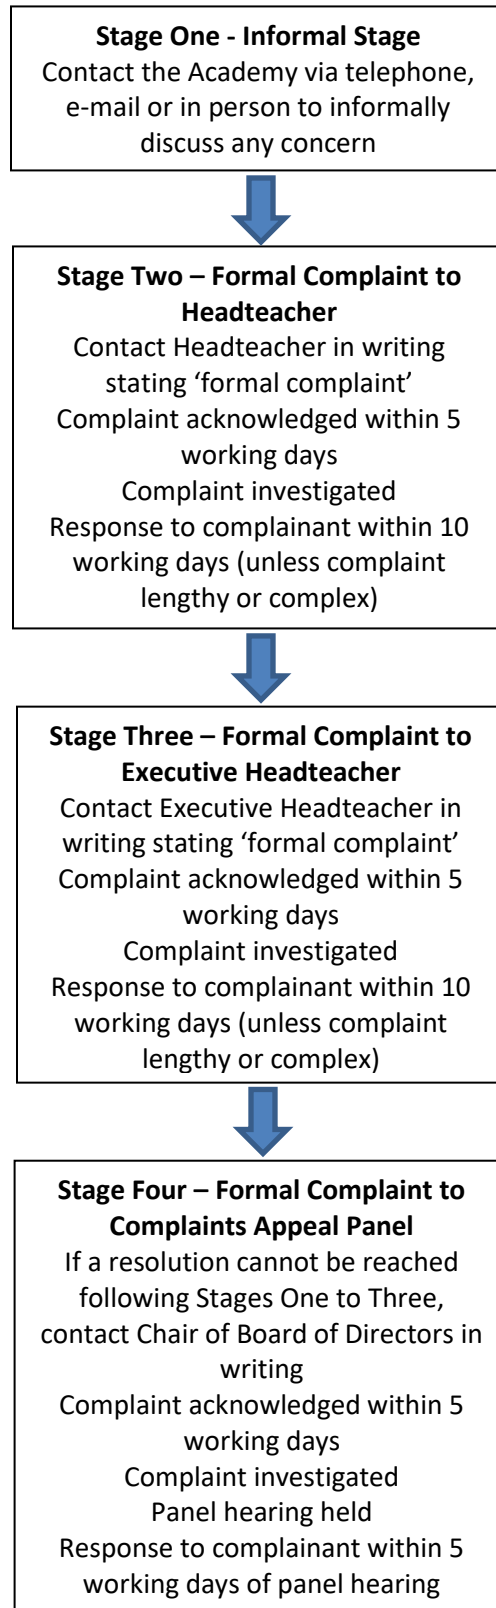 Stage One - Informal Stage
Contact the Academy via telephone,
e-mail or in person to informally
discuss any concern
Stage Two – Formal Complaint to
Headteacher
Contact Headteacher in writing
stating ‘formal complaint’
Complaint acknowledged within 5
working days
Complaint investigated
Response to complainant within 10
working days (unless complaint
lengthy or complex)
Stage Three – Formal Complaint to
Executive Headteacher
Contact Executive Headteacher in
writing stating ‘formal complaint’
Complaint acknowledged within 5
working days
Complaint investigated
Response to complainant within 10
working days (unless complaint
lengthy or complex)
Stage Four – Formal Complaint to
Complaints Appeal Panel
If a resolution cannot be reached
following Stages One to Three,
contact Chair of Board of Directors in
writing
Complaint acknowledged within 5
working days
Complaint investigated
Panel hearing held
Response to complainant within 5
working days of panel hearing